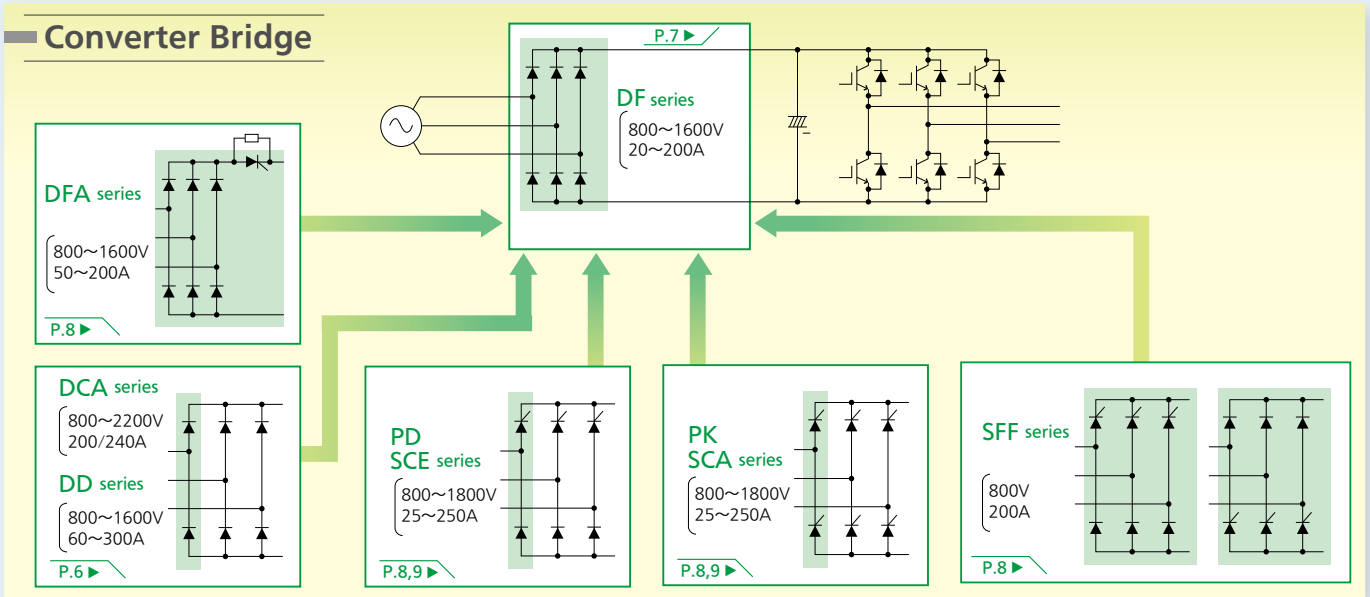 Converter Bridge
P.7 ▶
DF series
800～1600V
20～200A
DFA series
800～1600V
50～200A
P.8 ▶
DCA series
800～2200V
200/240A
DD series
800～1600V
60～300A
P.6 ▶
PD
SCE series
800～1800V
25～250A
P.8,9 ▶
PK
SCA series
800～1800V
25～250A
P.8,9 ▶
SFF series
800V
200A
P.8 ▶